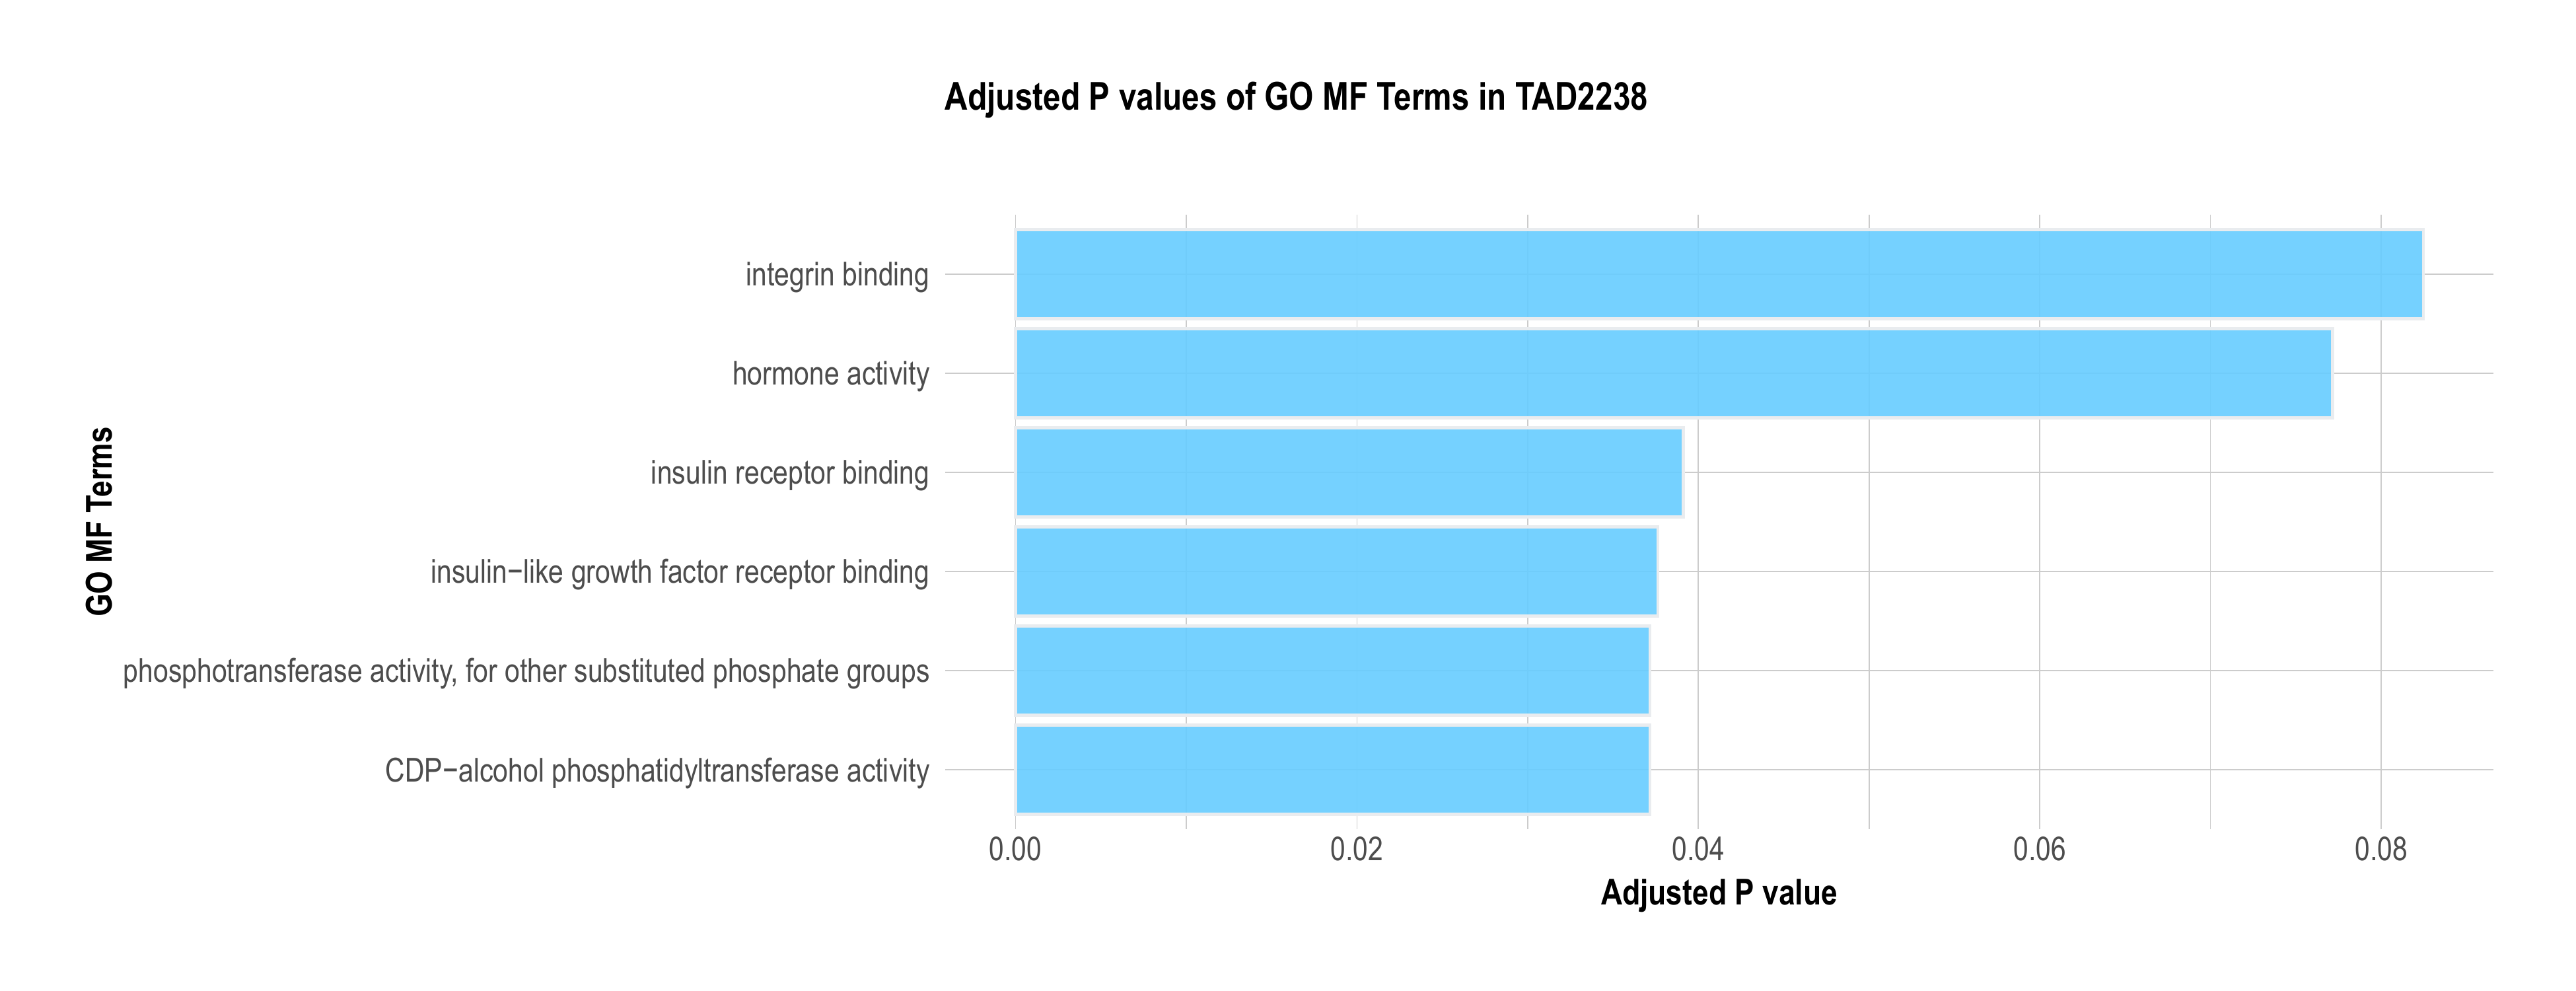 Adjusted P values of GO MF Terms in TAD2238
integrin binding
hormone activity
insulin receptor binding
insulin−like growth factor receptor binding
phosphotransferase activity, for other substituted phosphate groups
CDP−alcohol phosphatidyltransferase activity
GO MF Terms
0.00 0.02 0.04 0.06 0.08
Adjusted P value